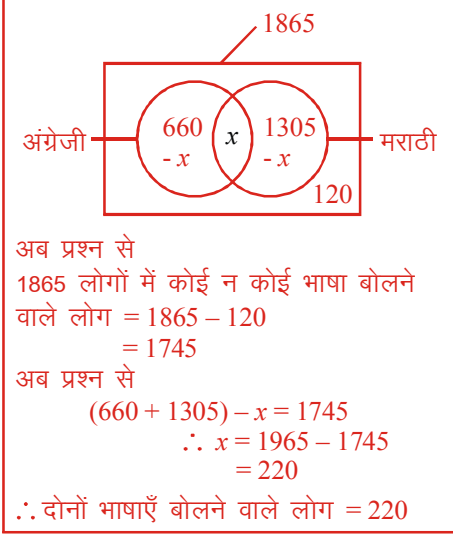 1865
अंग्रेजी 660 - x x 1305 - x मराठी
120
अब प्रश्न से
1865 लोगों में कोई न कोई भाषा बोलने
वाले लोग = 1865 – 120
= 1745
अब प्रश्न से
(660 + 1305) – x = 1745
∴ x = 1965 – 1745
= 220
∴ दोनों भाषाएँ बोलने वाले लोग = 220